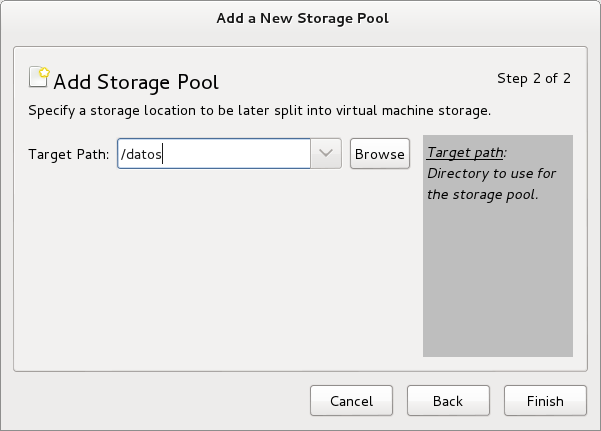 Add a New Storage Pool
Add Storage Pool
Step 2 of 2
Specify a storage location to be later split into virtual machine storage.
Target Path:
/datos
Browse
Target path:
Directory to use for
the storage pool.
Cancel
Back
Finish